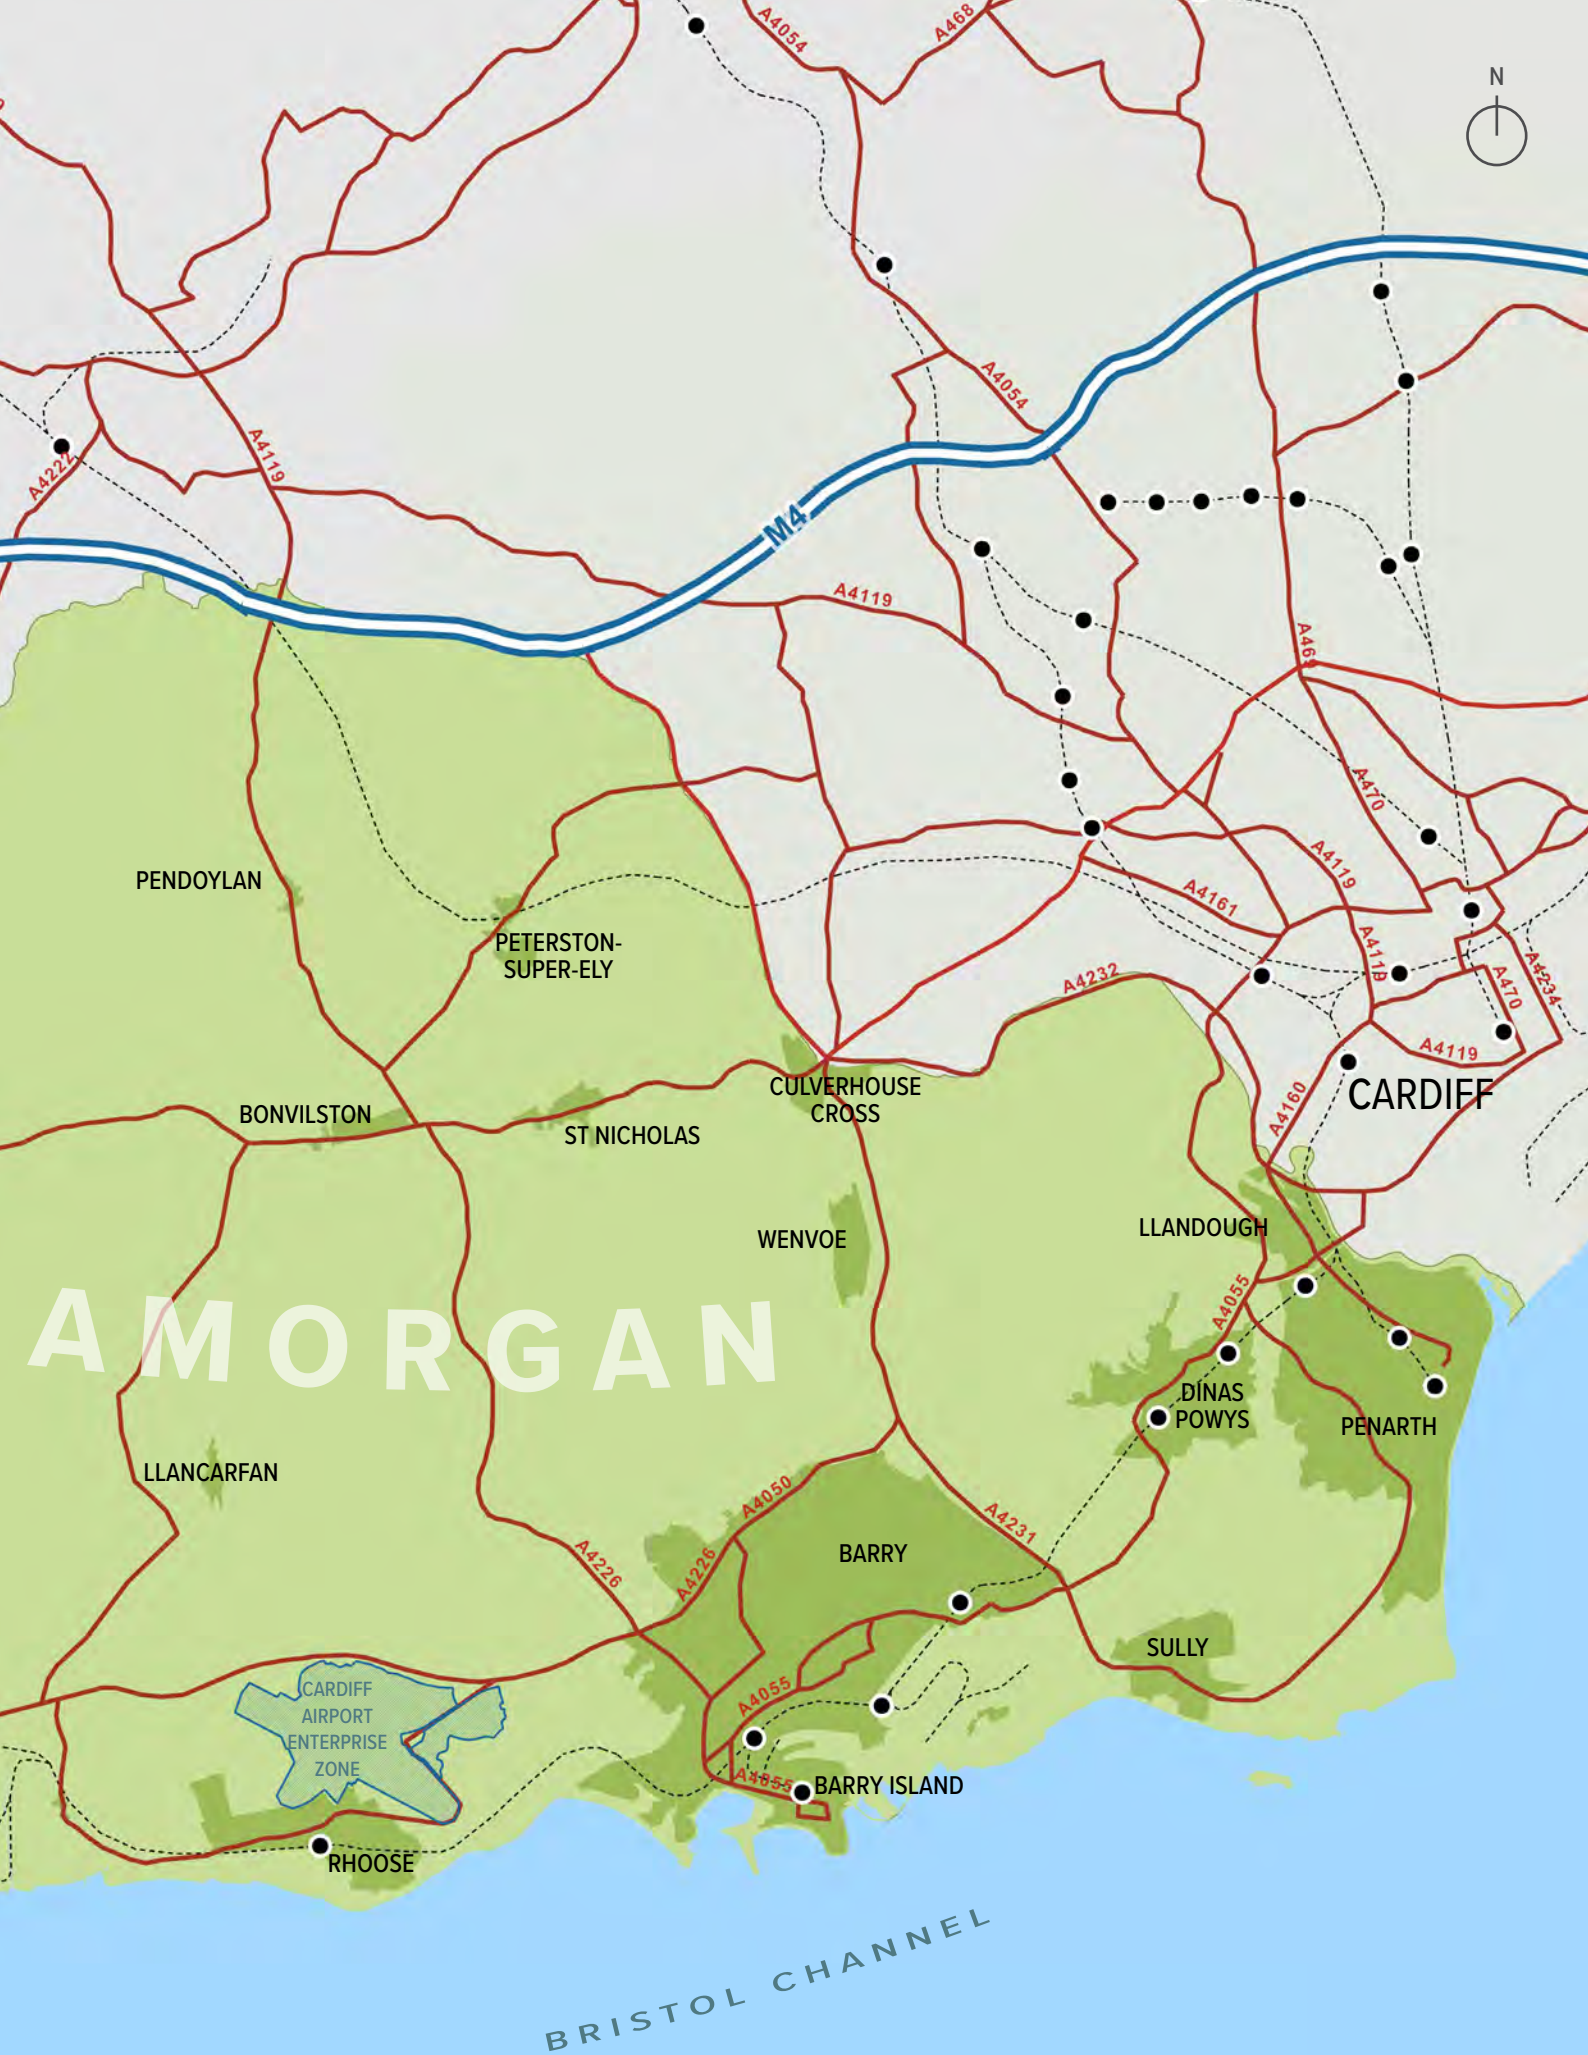 A4054
A468
N
A4054
A4119
A4222
M4
A4119
A469
A470
A4119
A4161
PENDOYLAN
PETERSTON-
SUPER-ELY
A4119
A4232
A470
A4234
A4119
CULVERHOUSE
CROSS
CARDIFF
A4160
BONVILSTON
ST NICHOLAS
WENVOE
LLANDOUGH
A4055
AMORGAN
DINAS
POWYS
PENARTH
LLANCARFAN
A4050
A4231
A4226
A4226
BARRY
SULLY
CARDIFF
AIRPORT
ENTERPRISE
ZONE
A4055
A4055
BARRY ISLAND
RHOOSE
BRISTOL CHANNEL